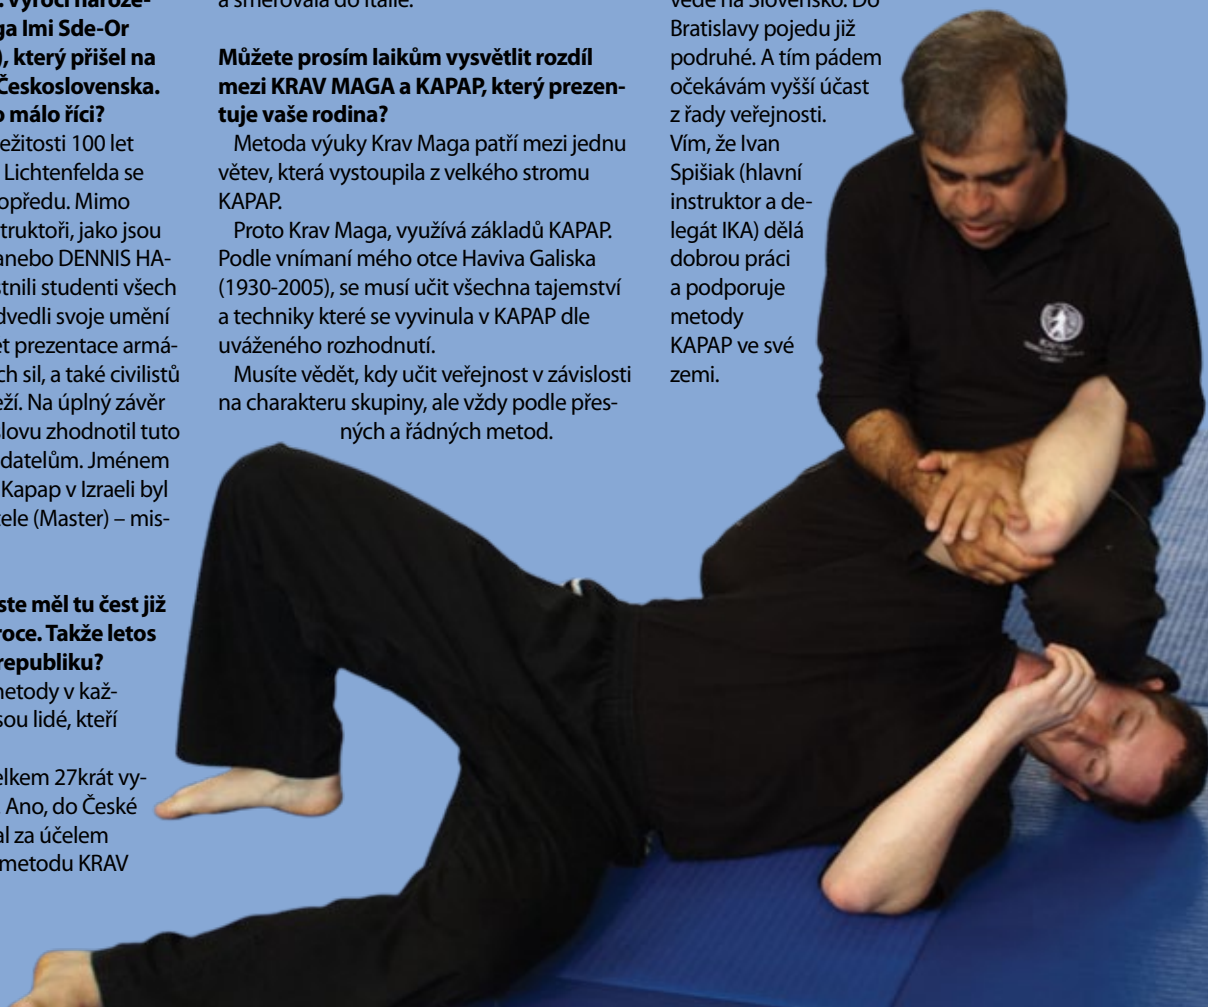 výročí naroze-
ga Imi Sde-Or
), který přišel na
Československa.
o málo říci?
ežitosti 100 let
Lichtenfelda se
opředu. Mimo
truktoři, jako jsou
anebo DENNIS HA-
stnili studenti všech
dvedli svoje umění
et prezentace armá-
ch sil, a také civilistů
eží. Na úplný závěr
slovu zhodnotil tuto
datelům. Jménem
Kapap v Izraeli byl
tele (Master) – mis-
ste měl tu čest již
roce. Takže letos
republiku?
metody v kaž-
sou lidé, kteří
elkem 27krát vy-
. Ano, do České
al za účelem
metodu KRAV
a směřovala do Itálie.
Můžete prosím laikům vysvětlit rozdíl
mezi KRAV MAGA a KAPAP, který prezen-
tuje vaše rodina?
Metoda výuky Krav Maga patří mezi jednu
větev, která vystoupila z velkého stromu
KAPAP.
Proto Krav Maga, využívá základů KAPAP.
Podle vnímaní mého otce Haviva Galiska
(1930-2005), se musí učit všechna tajemství
a techniky které se vyvinula v KAPAP dle
uváženého rozhodnutí.
Musíte vědět, kdy učit veřejnost v závislosti
na charakteru skupiny, ale vždy podle přes-
ných a řádných metod.
vede na Slovensko. Do
Bratislavy pojedu již
podruhé. A tím pádem
očekávám vyšší účast
z řady veřejnosti.
Vím, že Ivan
Spišiak (hlavní
instruktor a de-
legát IKA) dělá
dobrou práci
a podporuje
metody
KAPAP ve své
zemi.